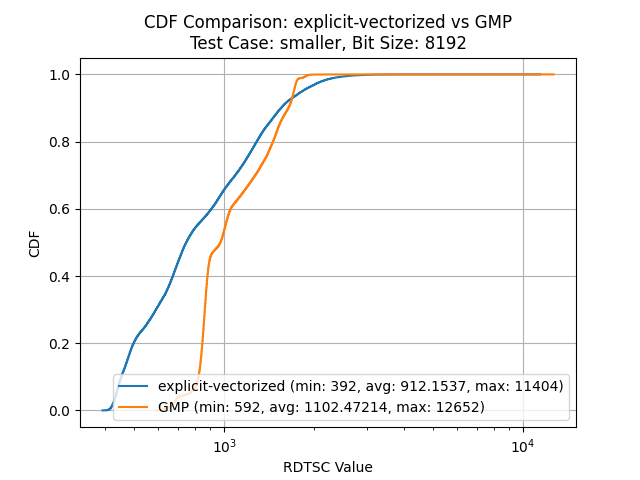 CDF Comparison: explicit-vectorized vs GMP
Test Case: smaller, Bit Size: 8192
1.0
0.8
0.6
0.4
0.2
0.0
CDF
explicit-vectorized (min: 392, avg: 912.1537, max: 11404)
GMP (min: 592, avg: 1102.47214, max: 12652)
10³ 10⁴
RDTSC Value